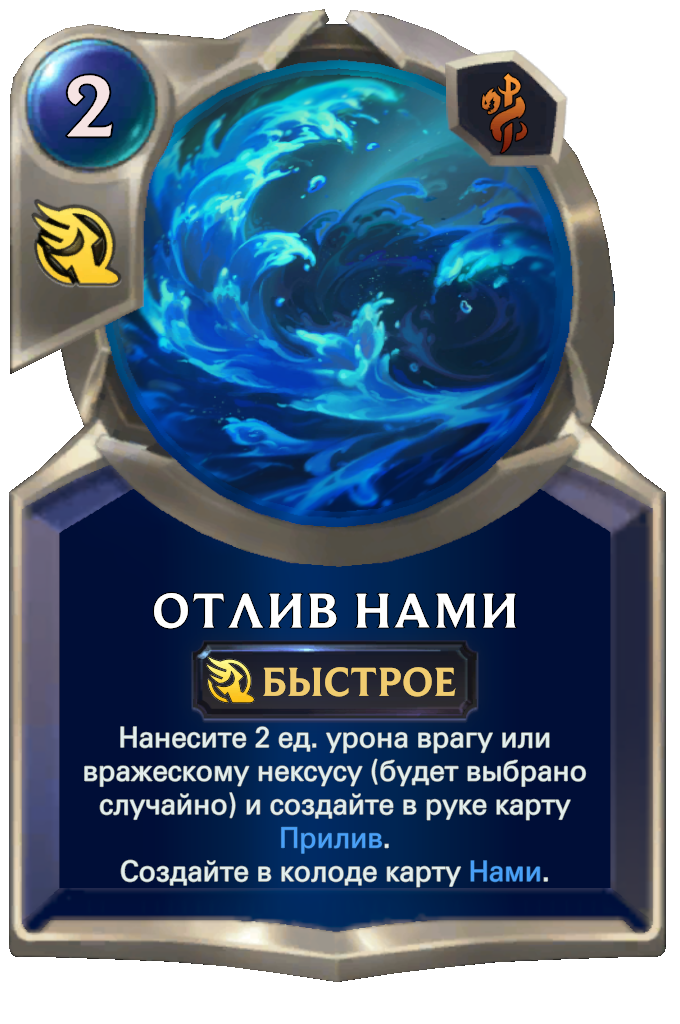 2
ОТЛИВ НАМИ
БЫСТРОЕ
Нанесите 2 ед. урона врагу или
вражескому нексусу (будет выбрано
случайно) и создайте в руке карту
Прилив.
Создайте в колоде карту Нами.